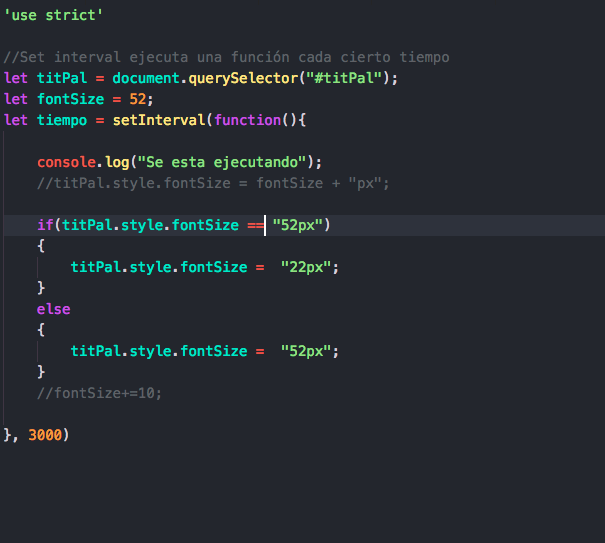 'use strict'
//Set interval ejecuta una función cada cierto tiempo
let titPal = document.querySelector("#titPal");
let fontSize = 52;
let tiempo = setInterval(function(){
console.log("Se esta ejecutando");
//titPal.style.fontSize = fontSize + "px";
if(titPal.style.fontSize == "52px")
{
titPal.style.fontSize =  "22px";
}
else
{
titPal.style.fontSize =  "52px";
}
//fontSize+=10;
}, 3000)